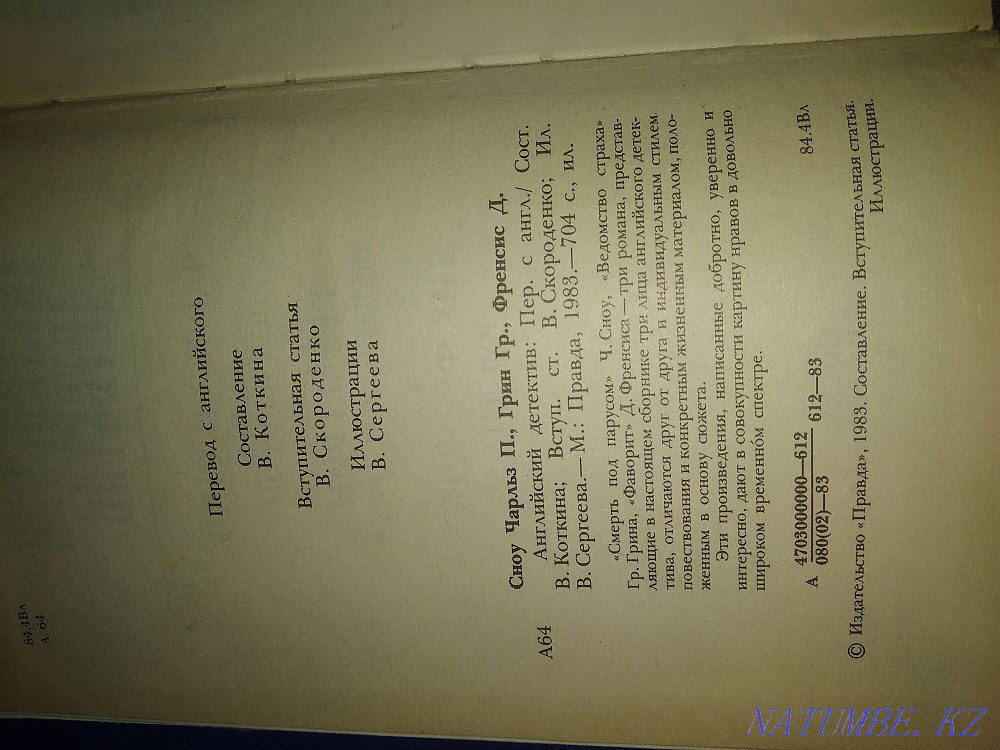 84.4Вл
А 64
Перевод с английского
Составление
В. Коткина
Вступительная статья
В. Скороденко
Иллюстрации
В. Сергеева
Сноу Чарльз П., Грин Гр., Френсис Д.
А64 Английский детектив: Пер. с англ./ Сост.
В. Коткина; Вступ. ст. В. Скороденко; Ил.
В. Сергеева.— М.: Правда, 1983.—704 с., ил.
«Смерть под парусом» Ч. Сноу, «Ведомство страха»
Гр. Грина, «Фаворит» Д. Френсиса — три романа, представ-
ляющие в настоящем сборнике три лица английского детек-
тива, отличаются друг от друга и индивидуальным стилем
повествования и конкретным жизненным материалом, поло-
женным в основу сюжета.
Эти произведения, написанные добротно, уверенно и
интересно, дают в совокупности картину нравов в довольно
широком временно́м спектре.
А 4703000000—612 612—83 84.4Вл
080(02)—83
© Издательство «Правда», 1983. Составление. Вступительная статья.
Иллюстрации.
NATUMBE.KZ